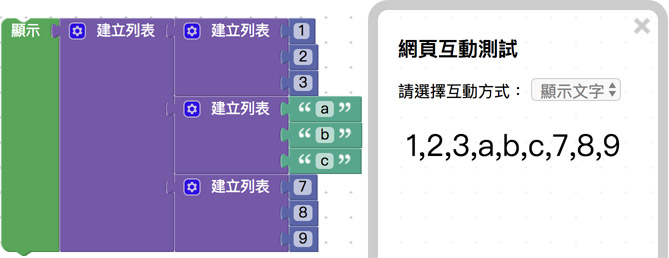 顯示 建立列表 建立列表 1
2
3
建立列表 “ a ”
“ b ”
“ c ”
建立列表 7
8
9
×
網頁互動測試
請選擇互動方式： 顯示文字
1,2,3,a,b,c,7,8,9